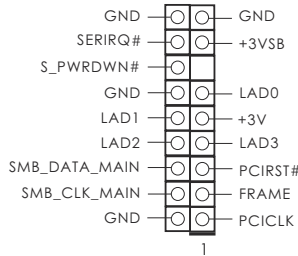 GND GND
SERIRQ# +3VSB
S_PWRDWN#
GND LAD0
LAD1 +3V
LAD2 LAD3
SMB_DATA_MAIN PCIRST#
SMB_CLK_MAIN FRAME
GND PCICLK
1